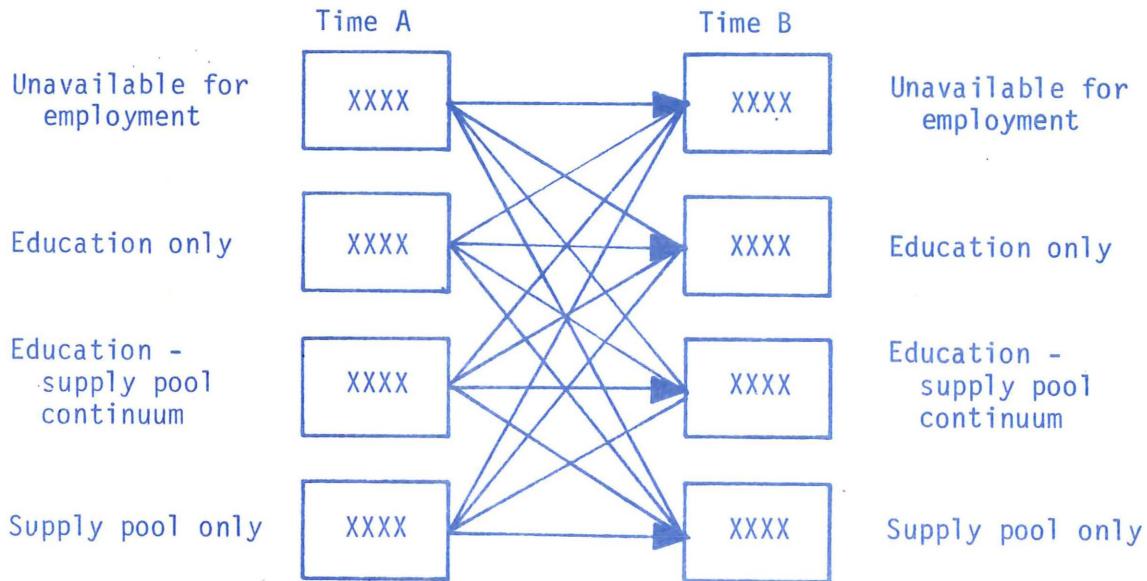 Time A Time B
Unavailable for
employment
XXXX
XXXX
Unavailable for
employment
Education only
XXXX
XXXX
Education only
Education -
supply pool
continuum
XXXX
XXXX
Education -
supply pool
continuum
Supply pool only
XXXX
XXXX
Supply pool only